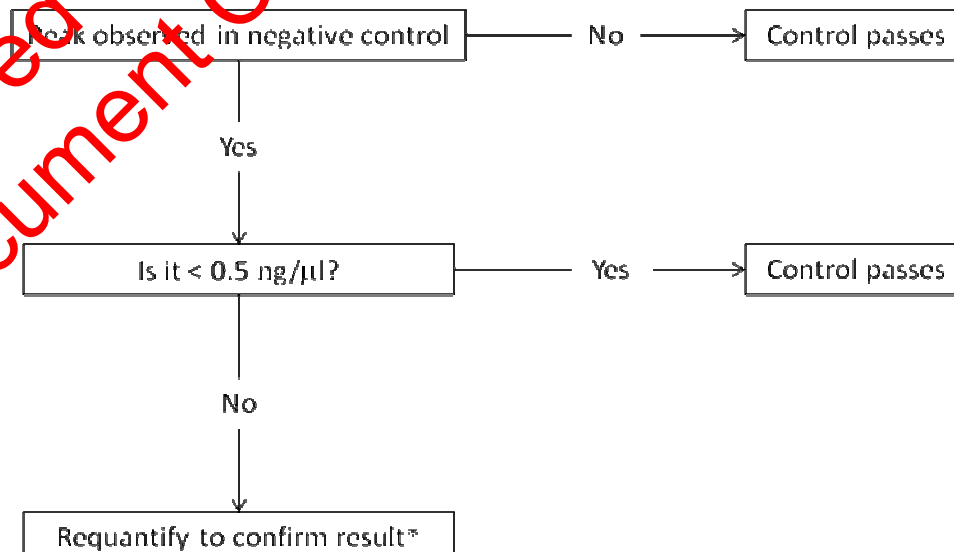 Peak observed in negative control
No
Control passes
Yes
Is it < 0.5 ng/µl?
Yes
Control passes
No
Requantify to confirm result*